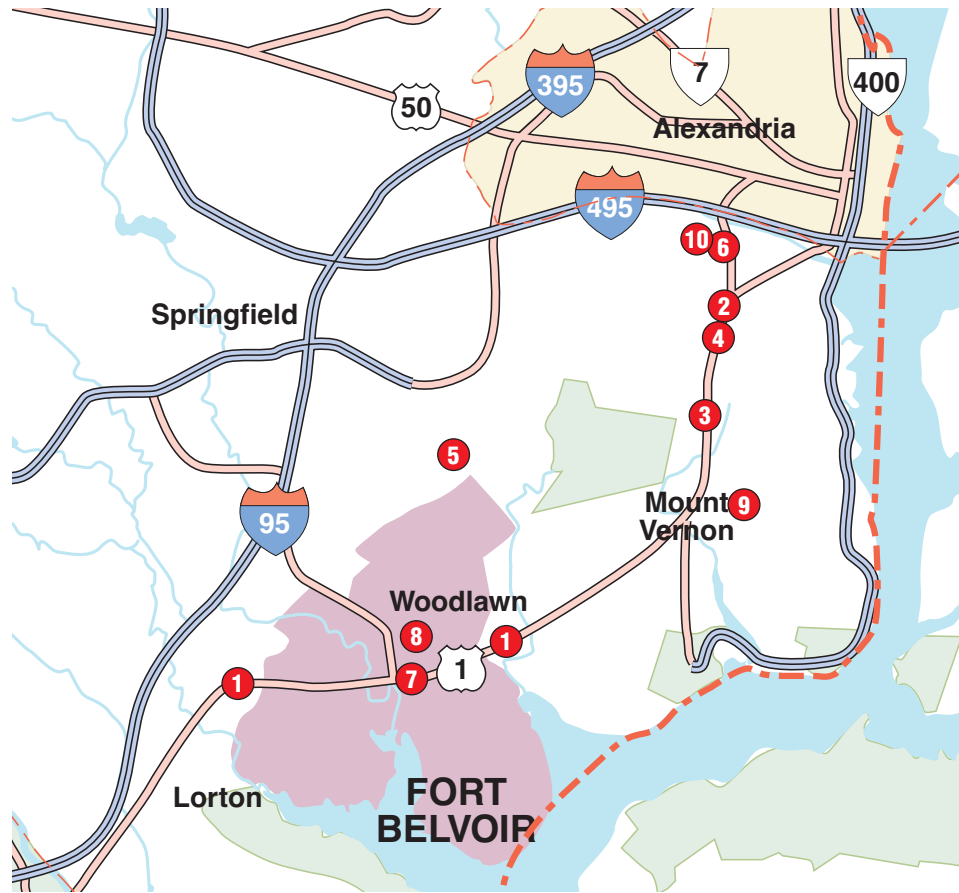 7
395
400
50
Alexandria
495
10
6
2
Springfield
4
3
5
9
Mount
Vernon
95
Woodlawn
8
1
1
7
1
Lorton
FORT
BELVOIR